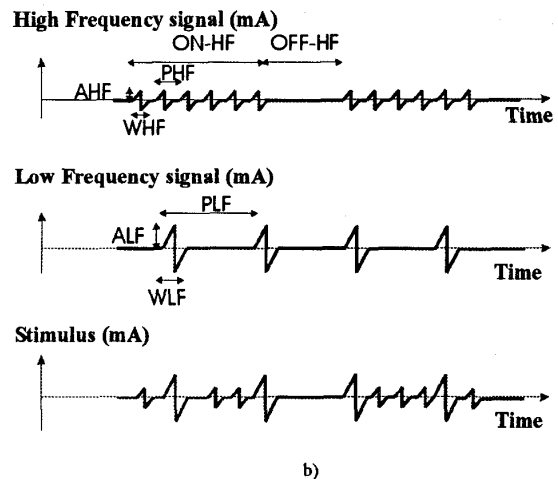 High Frequency signal (mA)
ON-HF OFF-HF
PHF
AHF
WHF
Time
Low Frequency signal (mA)
PLF
ALF
WLF
Time
Stimulus (mA)
Time
b)